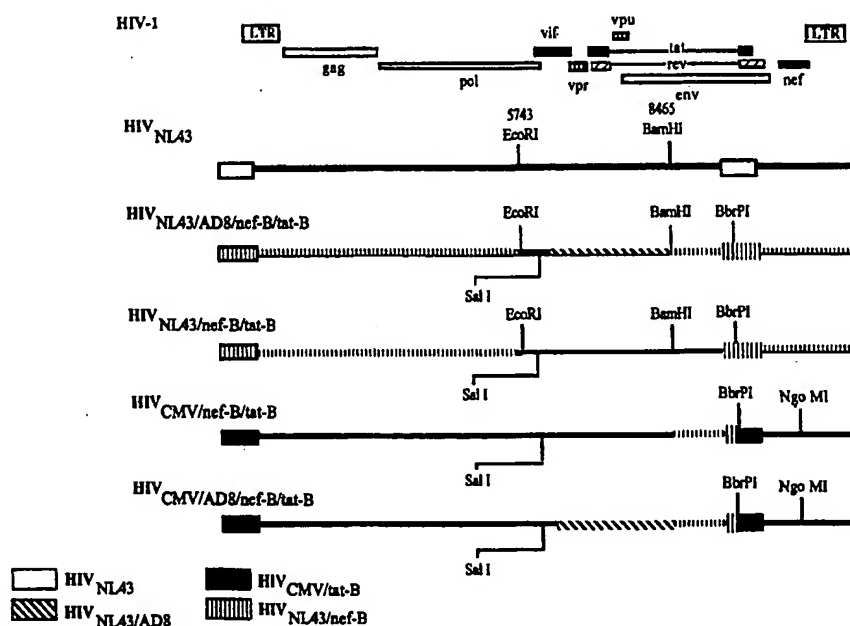 HIV-1
LTR
gag
pol
vif
vpr
vpu
tat
rev
env
nef
LTR
HIV NL43
5743
EcoRI
8465
BamHI
HIV NL43/AD8/nef-B/tat-B
EcoRI
BamHI
BbrPI
Sal I
HIV NL43/nef-B/tat-B
EcoRI
BamHI
BbrPI
Sal I
HIV CMV/nef-B/tat-B
BbrPI
Ngo MI
Sal I
HIV CMV/AD8/nef-B/tat-B
BbrPI
Ngo MI
Sal I
HIV NL43
HIV CMV/tat-B
HIV NL43/AD8
HIV NL43/nef-B